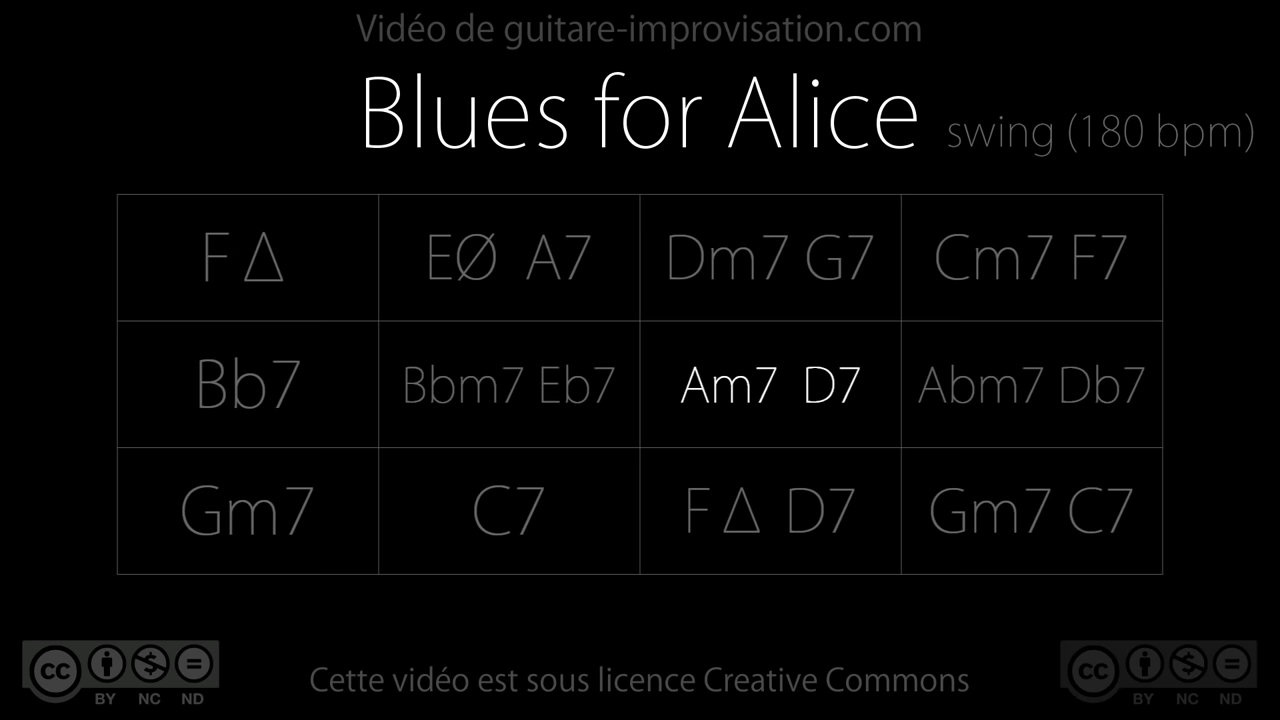 Vidéo de guitare-improvisation.com
Blues for Alice swing (180 bpm)
F Δ EØ A7 Dm7 G7 Cm7 F7
Bb7 Bbm7 Eb7 Am7 D7 Abm7 Db7
Gm7 C7 F Δ D7 Gm7 C7
Cette vidéo est sous licence Creative Commons
cc BY NC ND
cc BY NC ND